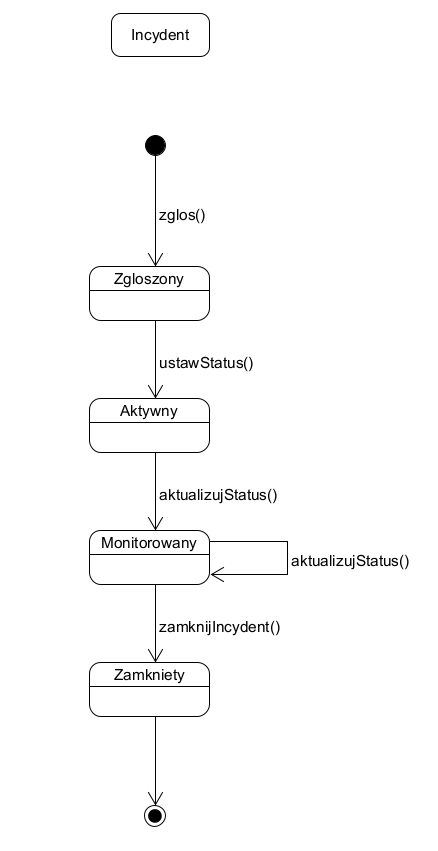 Incydent
zglos()
Zgloszony
ustawStatus()
Aktywny
aktualizujStatus()
Monitorowany
aktualizujStatus()
zamknijIncydent()
Zamkniety